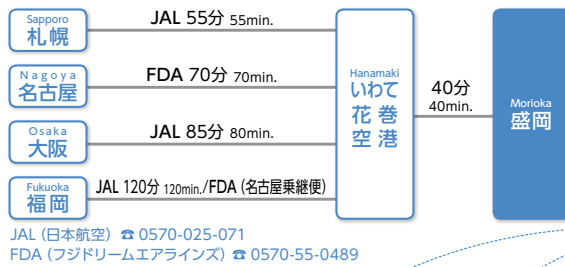 Sapporo
札幌
JAL 55分 55min.
Nagoya
名古屋
FDA 70分 70min.
Osaka
大阪
JAL 85分 80min.
Fukuoka
福岡
JAL 120分 120min./FDA（名古屋乗継便）
Hanamaki
いわて
花巻
空港
40分
40min.
Morioka
盛岡
JAL（日本航空）☎ 0570-025-071
FDA（フジドリームエアラインズ）☎ 0570-55-0489